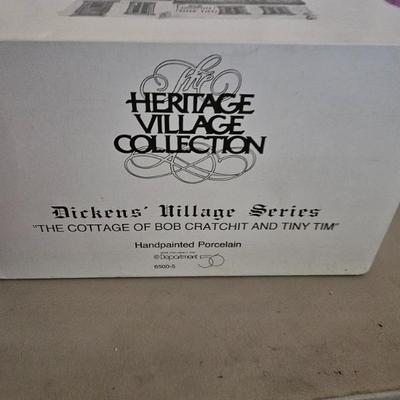 The
HERITAGE
VILLAGE
COLLECTION
Dickens' Village Series
"THE COTTAGE OF BOB CRATCHIT AND TINY TIM"
Handpainted Porcelain
©Department 56
6500-5